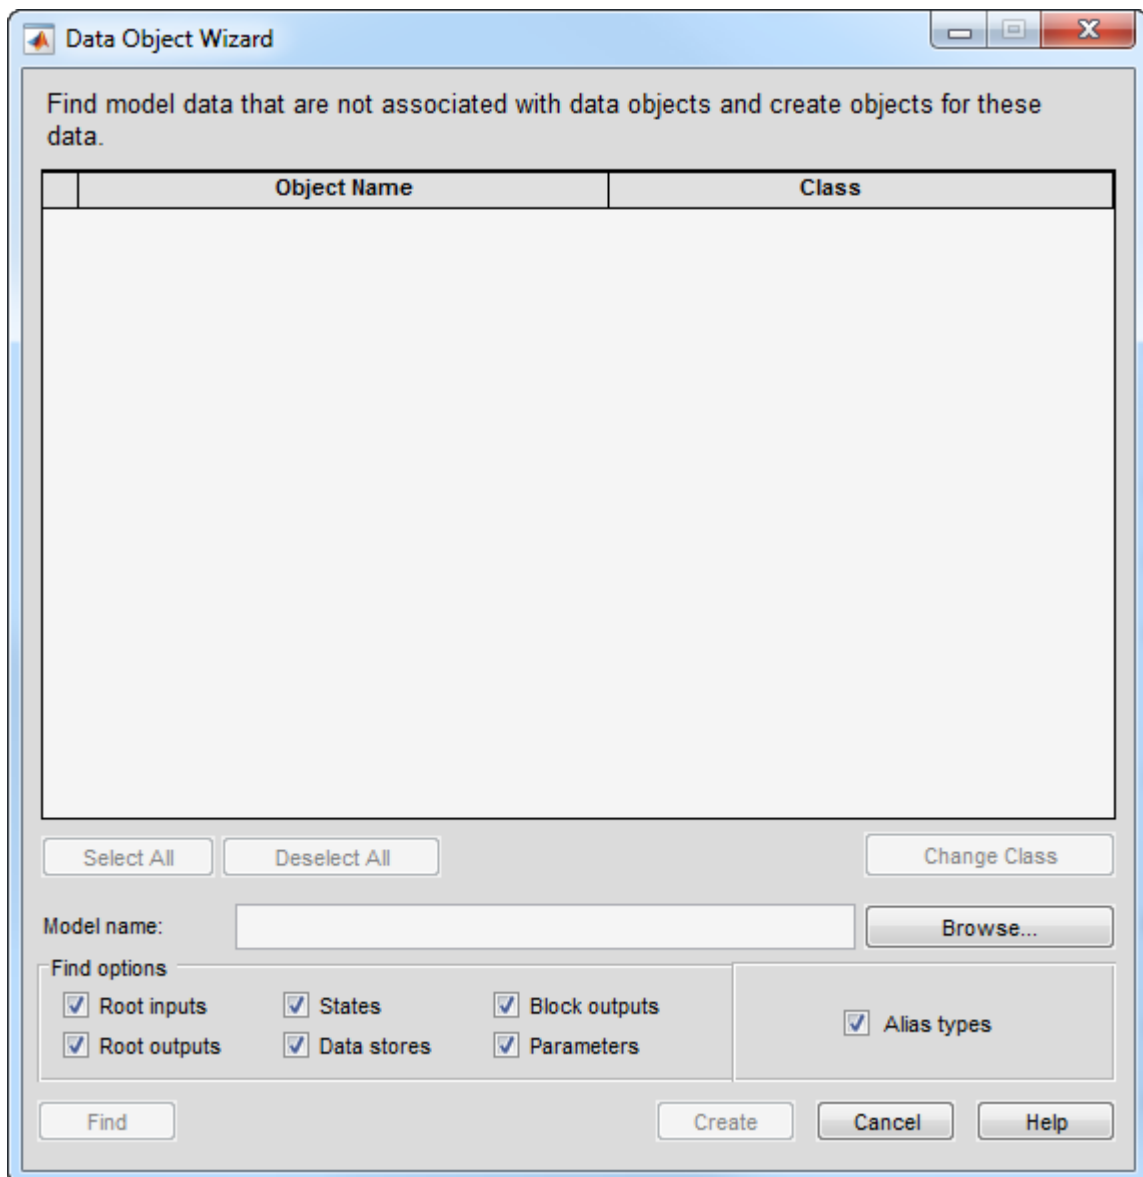 Data Object Wizard
Find model data that are not associated with data objects and create objects for these
data.
Object Name Class
Select All Deselect All Change Class
Model name: Browse...
Find options
Root inputs States Block outputs
Alias types
Root outputs Data stores Parameters
Find Create Cancel Help